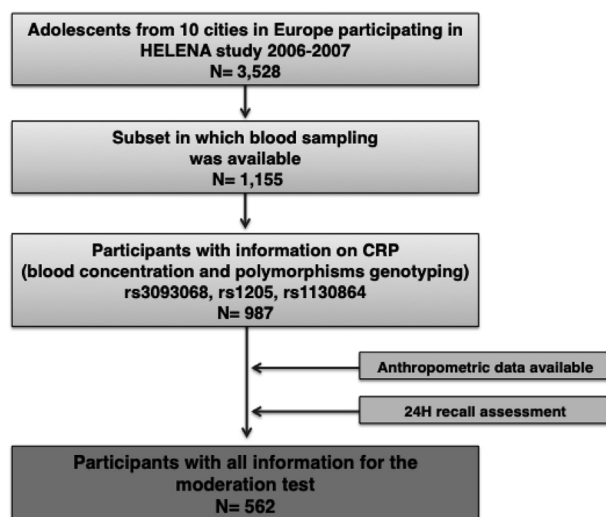 Adolescents from 10 cities in Europe participating in
HELENA study 2006-2007
N= 3,528
Subset in which blood sampling
was available
N= 1,155
Participants with information on CRP
(blood concentration and polymorphisms genotyping)
rs3093068, rs1205, rs1130864
N= 987
Anthropometric data available
24H recall assessment
Participants with all information for the
moderation test
N= 562